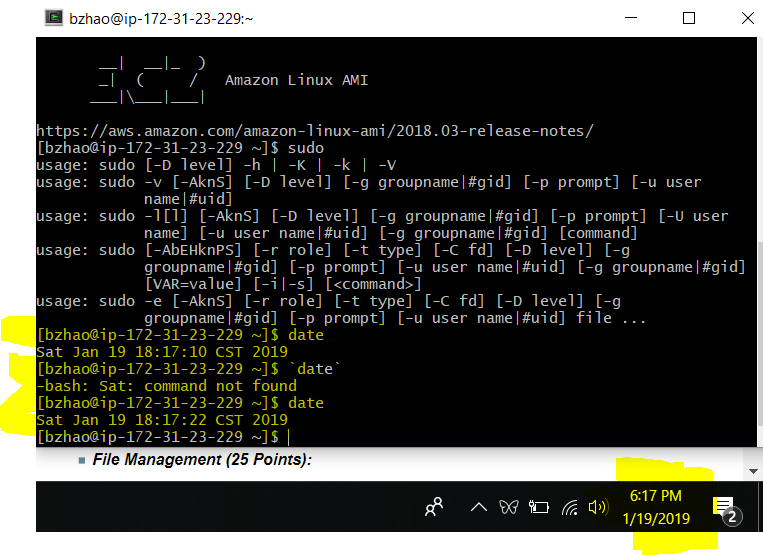 bzhao@ip-172-31-23-229:~
__|  __|_  )
_|  (     /   Amazon Linux AMI
___|\___|___|
https://aws.amazon.com/amazon-linux-ami/2018.03-release-notes/
[bzhao@ip-172-31-23-229 ~]$ sudo
usage: sudo [-D level] -h | -K | -k | -V
usage: sudo -v [-AknS] [-D level] [-g groupname|#gid] [-p prompt] [-u user
name|#uid]
usage: sudo -l[l] [-AknS] [-D level] [-g groupname|#gid] [-p prompt] [-U user
name] [-u user name|#uid] [-g groupname|#gid] [command]
usage: sudo [-AbEHknPS] [-r role] [-t type] [-C fd] [-D level] [-g
groupname|#gid] [-p prompt] [-u user name|#uid] [-g groupname|#gid]
[VAR=value] [-i|-s] [<command>]
usage: sudo -e [-AknS] [-r role] [-t type] [-C fd] [-D level] [-g
groupname|#gid] [-p prompt] [-u user name|#uid] file ...
[bzhao@ip-172-31-23-229 ~]$ date
Sat Jan 19 18:17:10 CST 2019
[bzhao@ip-172-31-23-229 ~]$ `date`
-bash: Sat: command not found
[bzhao@ip-172-31-23-229 ~]$ date
Sat Jan 19 18:17:22 CST 2019
[bzhao@ip-172-31-23-229 ~]$
File Management (25 Points):
6:17 PM
1/19/2019
2